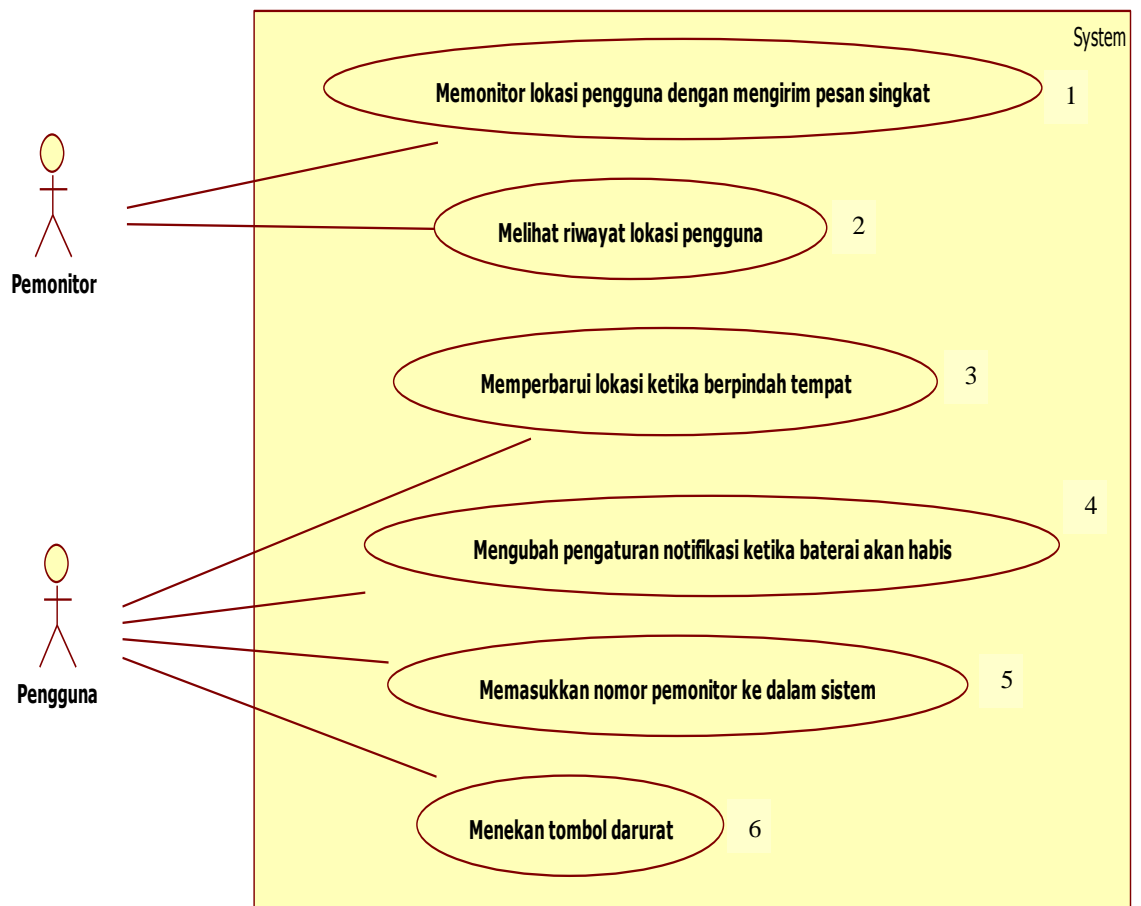 System
Memonitor lokasi pengguna dengan mengirim pesan singkat
1
Pemonitor
Melihat riwayat lokasi pengguna
2
Memperbarui lokasi ketika berpindah tempat
3
Mengubah pengaturan notifikasi ketika baterai akan habis
4
Pengguna
Memasukkan nomor pemonitor ke dalam sistem
5
Menekan tombol darurat
6